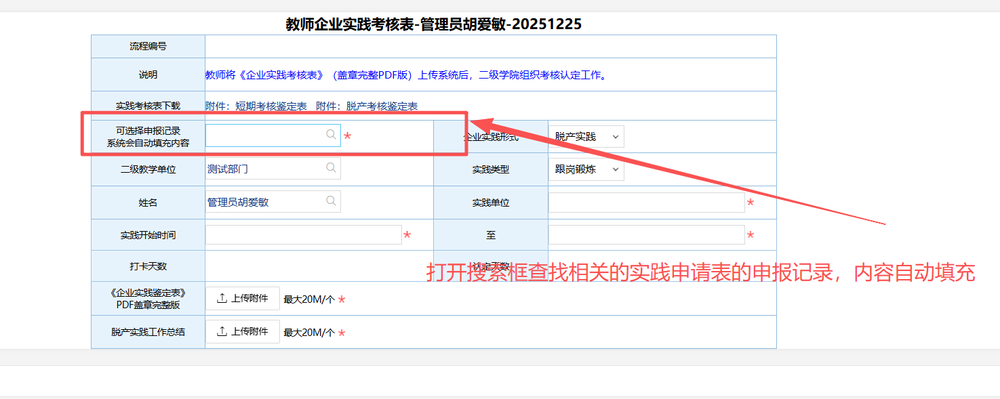 教师企业实践考核表-管理员胡爱敏-20251225
流程编号
说明
教师将《企业实践考核表》（盖章完整PDF版）上传系统后，二级学院组织考核认定工作。
实践考核表下载
附件：短期考核鉴定表 附件：脱产考核鉴定表
可选择申报记录
系统会自动填充内容
*
企业实践形式
脱产实践
二级教学单位
测试部门
实践类型
跟岗锻炼
姓名
管理员胡爱敏
实践单位
*
实践开始时间
*
至
*
打卡天数
认定天数
打开搜索框查找相关的实践申请表的申报记录，内容自动填充
《企业实践鉴定表》
PDF盖章完整版
上传附件 最大20M/个 *
脱产实践工作总结
上传附件 最大20M/个 *